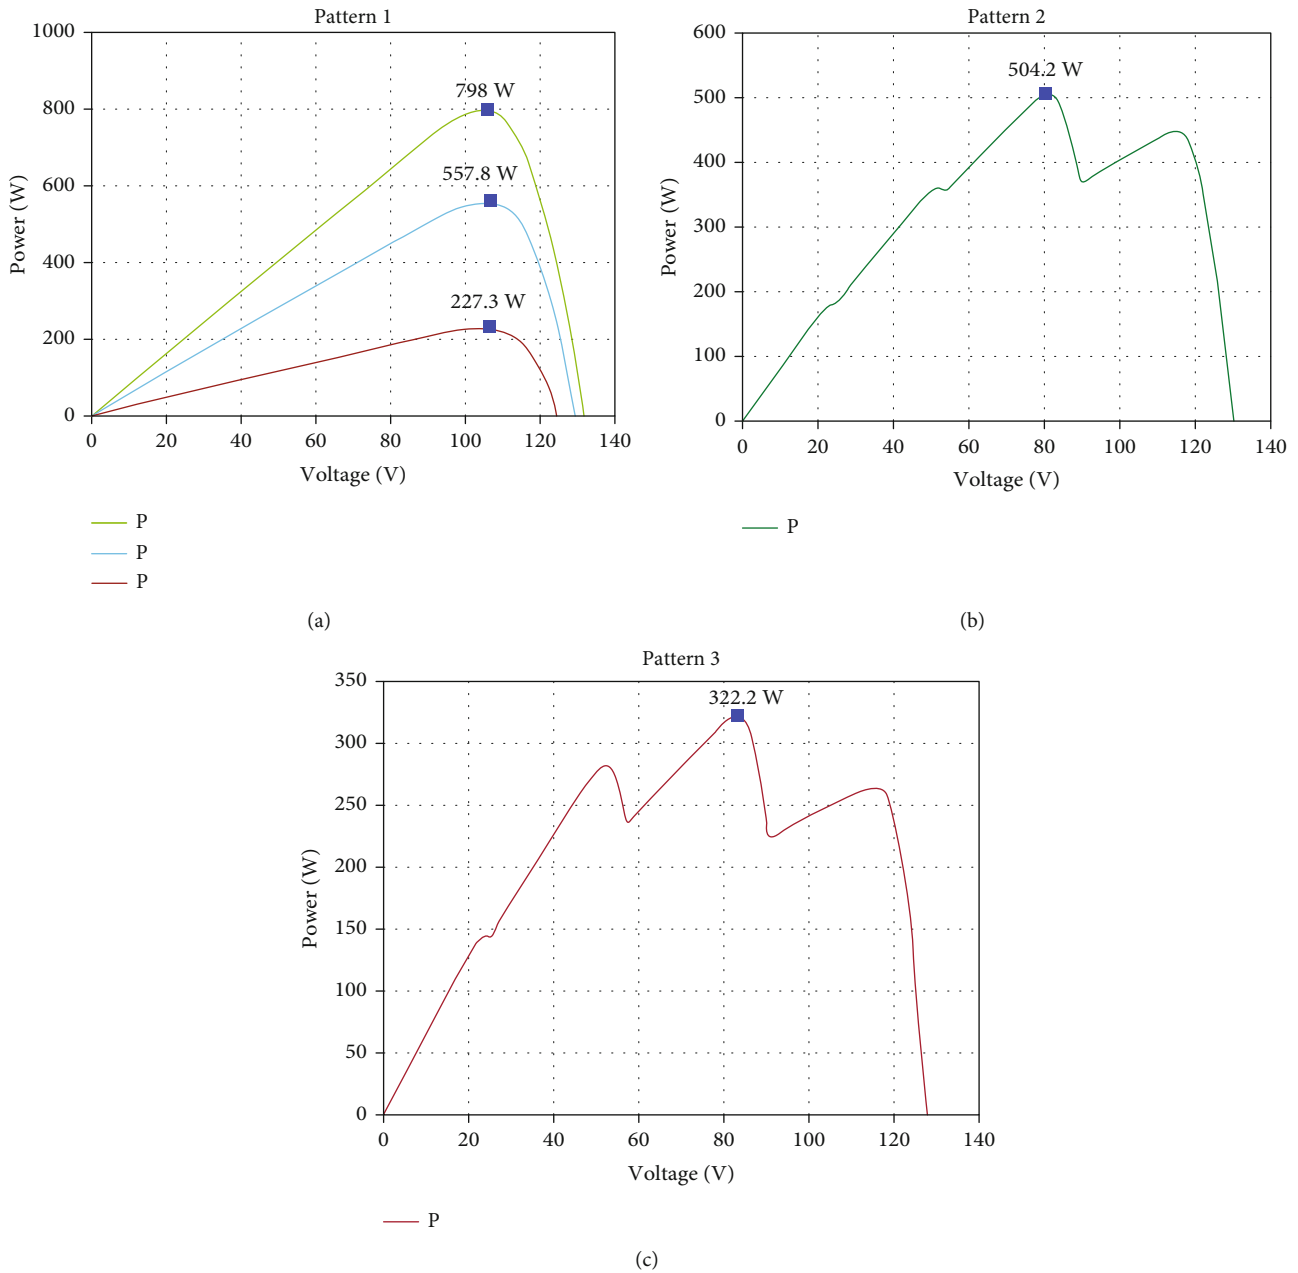 Pattern 1
1000
800
600
400
200
0
Power (W)
798 W
557.8 W
227.3 W
0 20 40 60 80 100 120 140
Voltage (V)
P
P
P
(a)
Pattern 2
600
500
400
300
200
100
0
Power (W)
504.2 W
0 20 40 60 80 100 120 140
Voltage (V)
P
(b)
Pattern 3
350
300
250
200
150
100
50
0
Power (W)
322.2 W
0 20 40 60 80 100 120 140
Voltage (V)
P
(c)